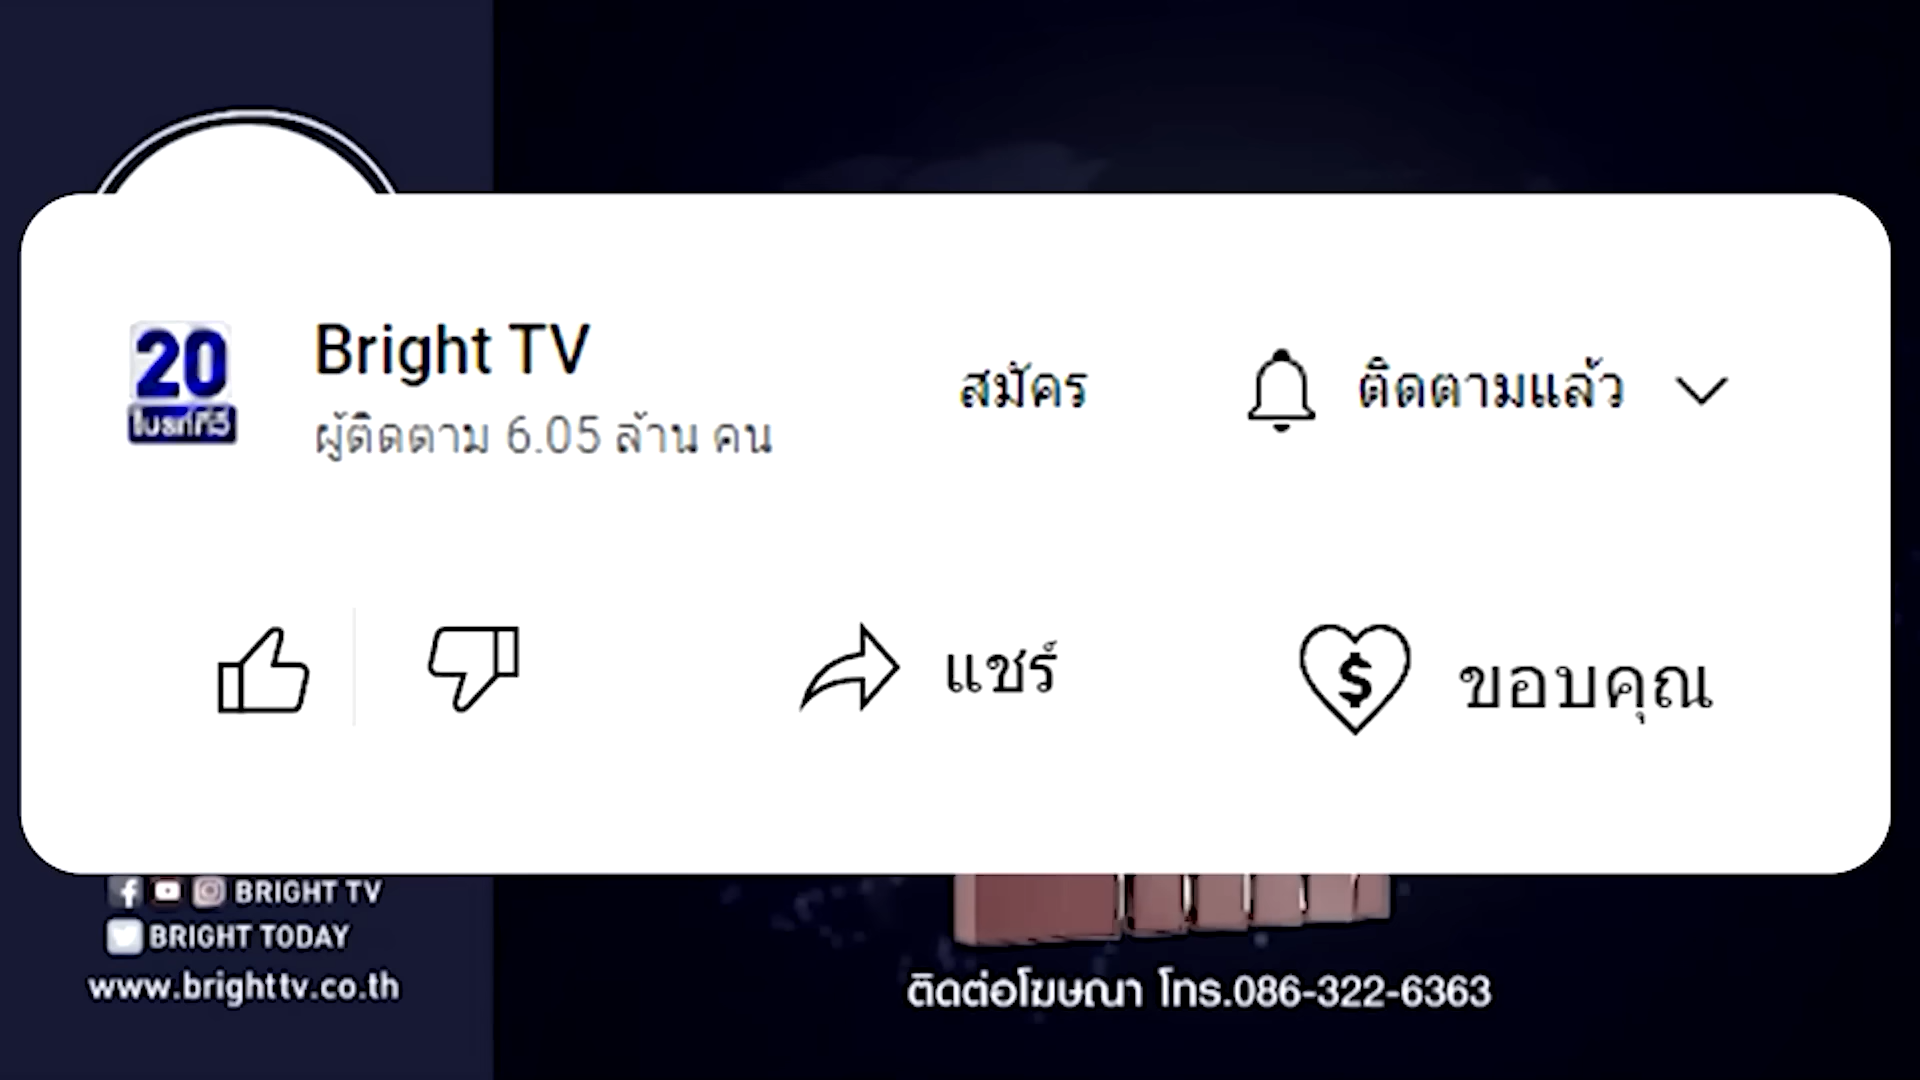 20
ไบรท์ทีวี
Bright TV
ผู้ติดตาม 6.05 ล้าน คน
สมัคร
ติดตามแล้ว
แชร์
$
ขอบคุณ
BRIGHT TV
BRIGHT TODAY
www.brighttv.co.th
ติดต่อโฆษณา โทร.086-322-6363